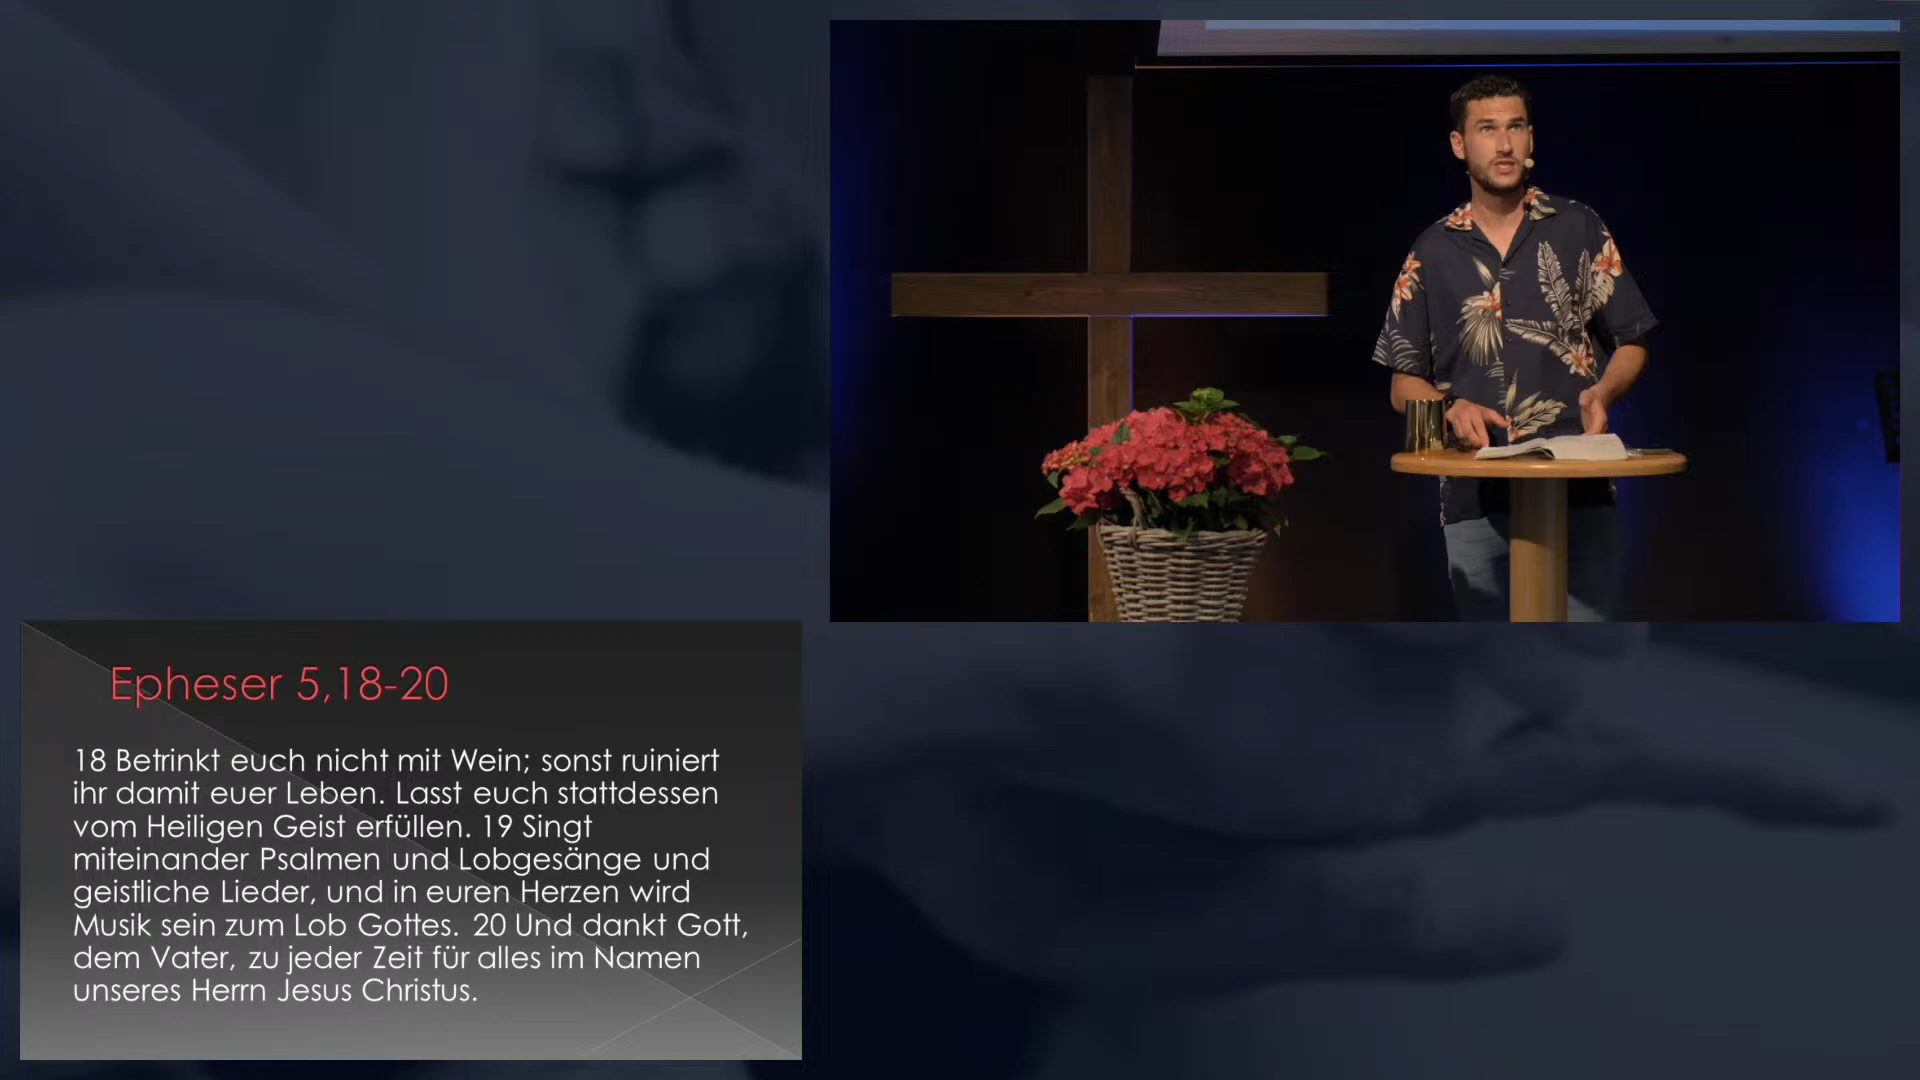 Epheser 5,18-20
18 Betrinkt euch nicht mit Wein; sonst ruiniert
ihr damit euer Leben. Lasst euch stattdessen
vom Heiligen Geist erfüllen. 19 Singt
miteinander Psalmen und Lobgesänge und
geistliche Lieder, und in euren Herzen wird
Musik sein zum Lob Gottes. 20 Und dankt Gott,
dem Vater, zu jeder Zeit für alles im Namen
unseres Herrn Jesus Christus.